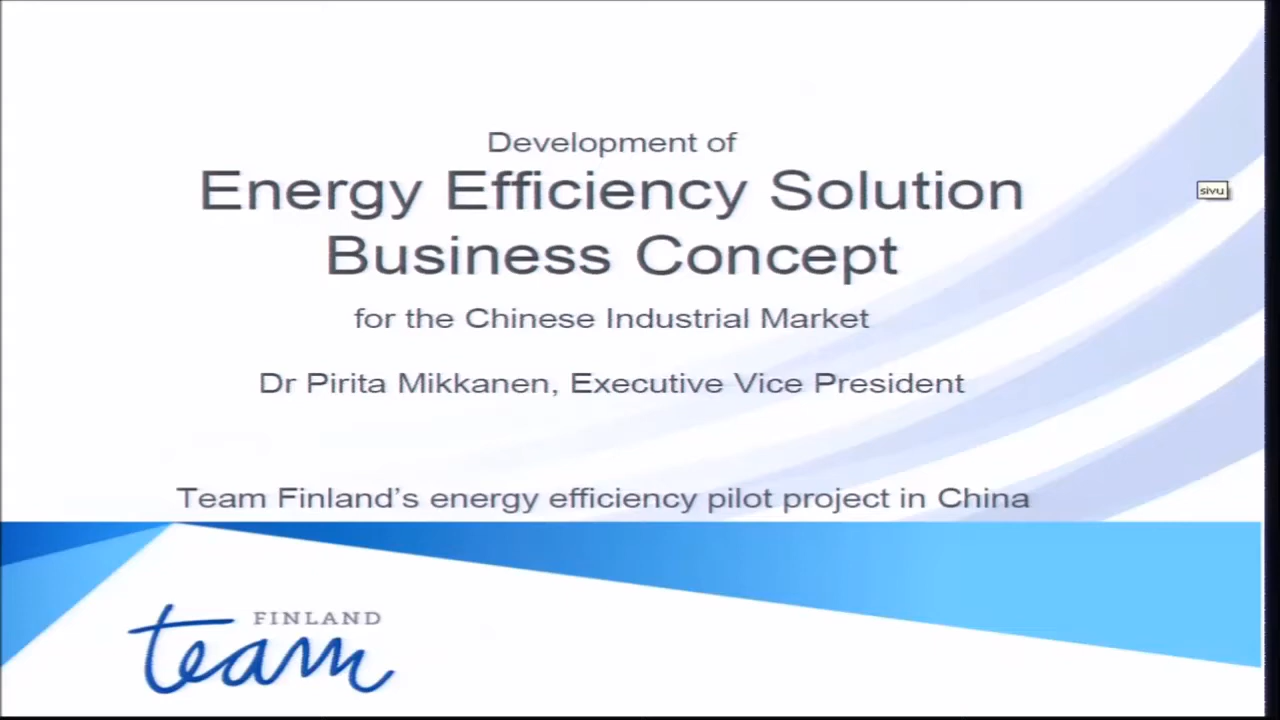 Development of
Energy Efficiency Solution
Business Concept
sivu
for the Chinese Industrial Market
Dr Pirita Mikkanen, Executive Vice President
Team Finland’s energy efficiency pilot project in China
FINLAND
team